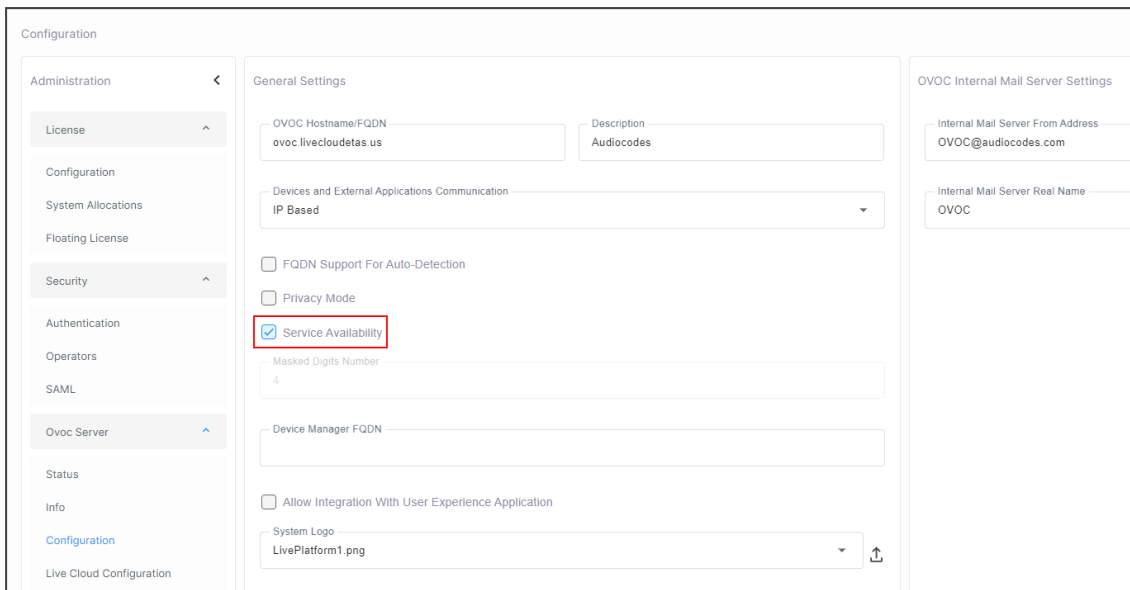 Configuration
Administration
License
Configuration
System Allocations
Floating License
Security
Authentication
Operators
SAML
Ovoc Server
Status
Info
Configuration
Live Cloud Configuration
General Settings
OVOC Hostname/FQDN
ovoc.livecloudetas.us
Description
Audiocodes
Devices and External Applications Communication
IP Based
FQDN Support For Auto-Detection
Privacy Mode
Service Availability
Masked Digits Number
4
Device Manager FQDN
Allow Integration With User Experience Application
System Logo
LivePlatform1.png
OVOC Internal Mail Server Settings
Internal Mail Server From Address
OVOC@audiocodes.com
Internal Mail Server Real Name
OVOC